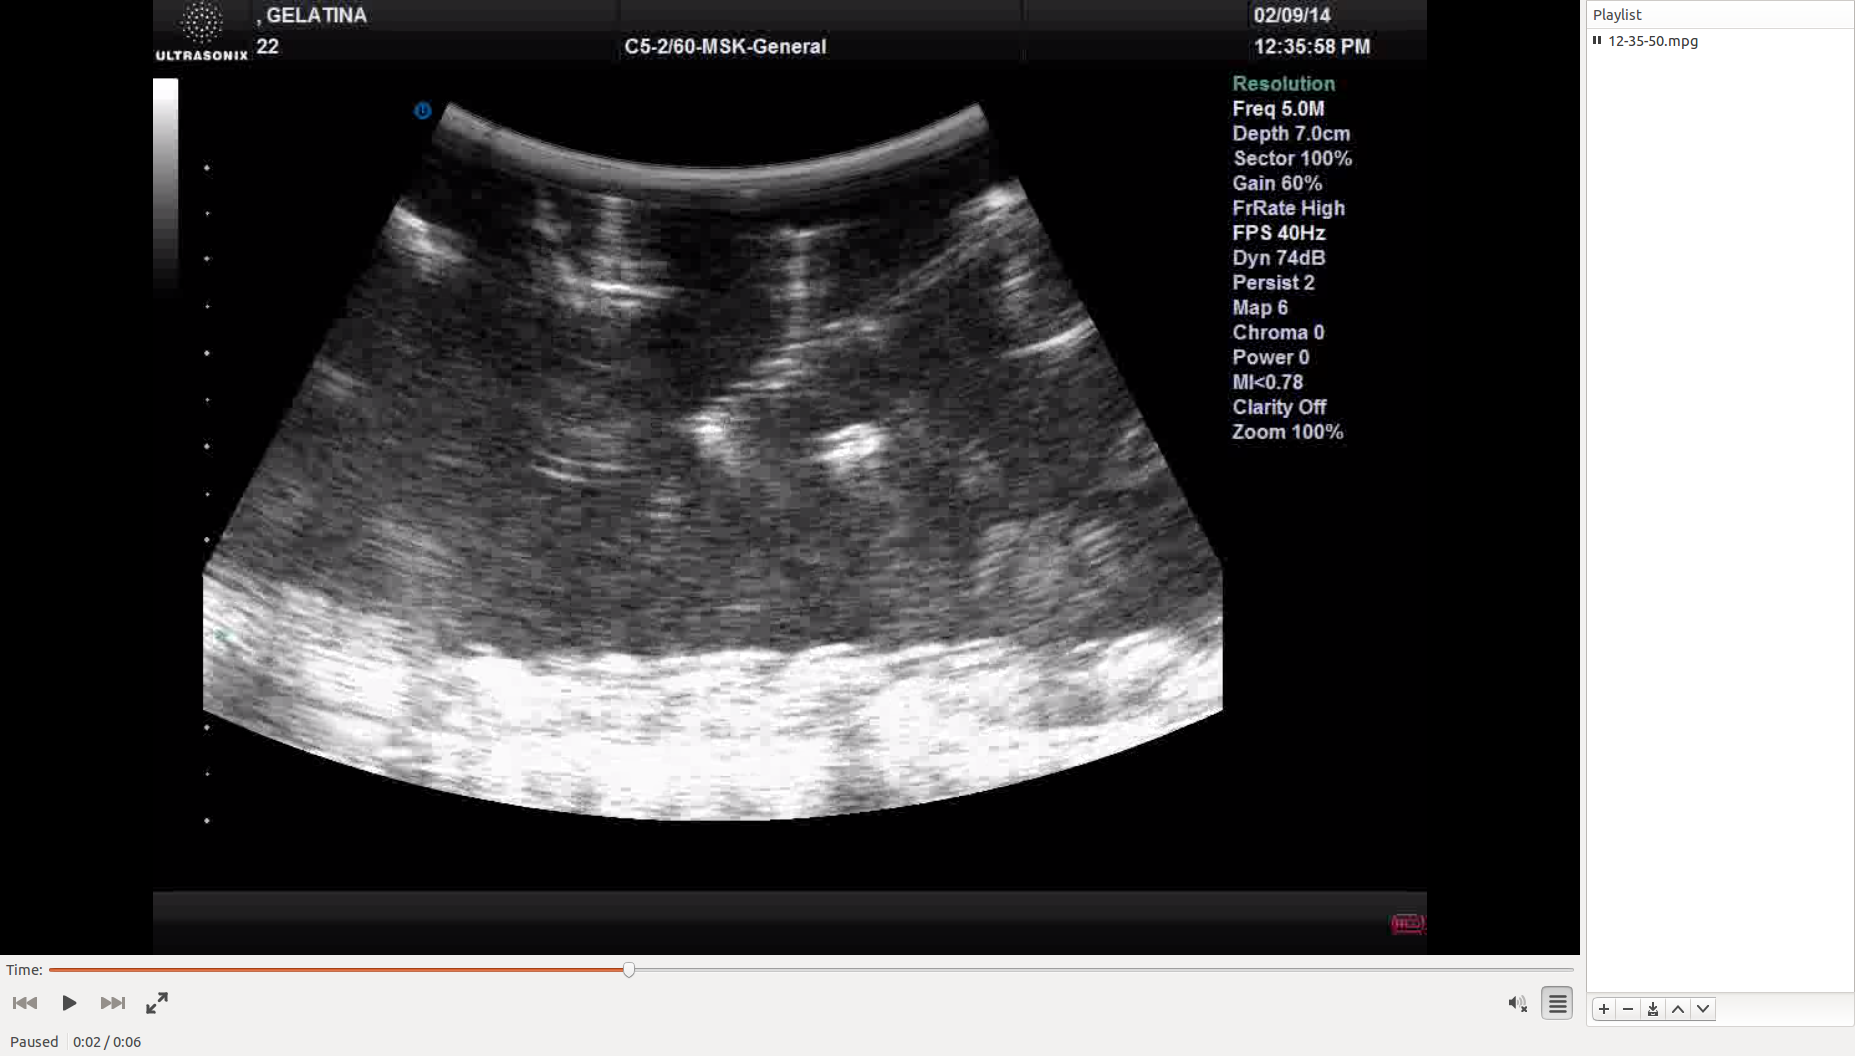 , GELATINA
02/09/14
ULTRASONIX
22
C5-2/60-MSK-General
12:35:58 PM
Resolution
Freq 5.0M
Depth 7.0cm
Sector 100%
Gain 60%
FrRate High
FPS 40Hz
Dyn 74dB
Persist 2
Map 6
Chroma 0
Power 0
MI<0.78
Clarity Off
Zoom 100%
Playlist
12-35-50.mpg
Time:
Paused
0:02 / 0:06